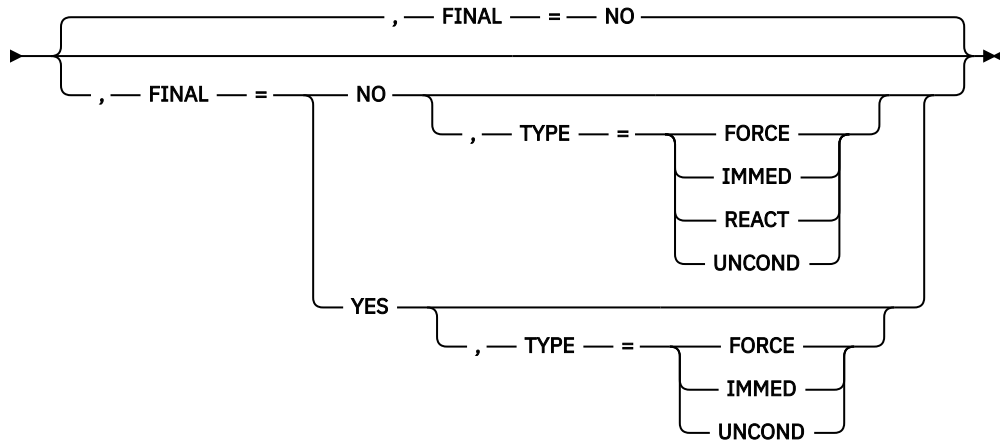 , FINAL = NO
, FINAL = NO
, TYPE = FORCE
IMMED
REACT
UNCOND
YES
, TYPE = FORCE
IMMED
UNCOND